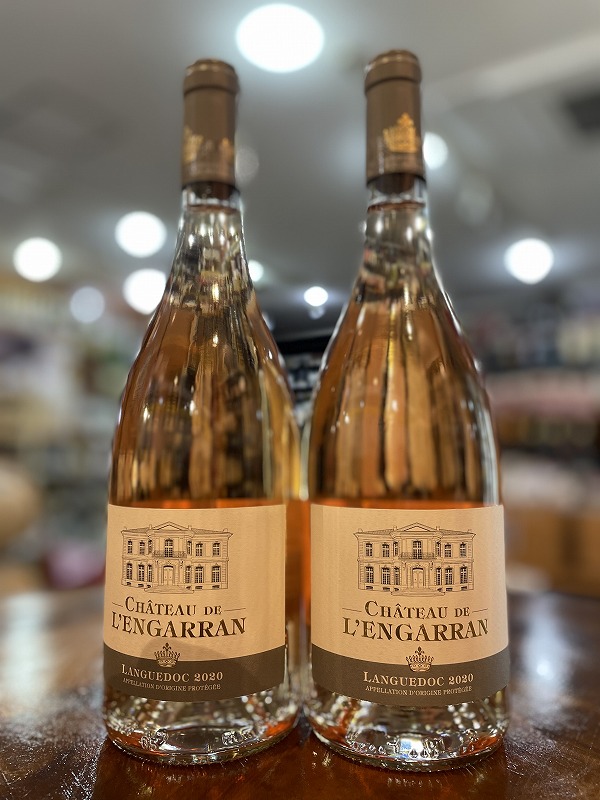 CHÂTEAU DE
L'ENGARRAN
LANGUEDOC 2020
APPELLATION D'ORIGINE PROTÉGÉE
CHÂTEAU DE
L'ENGARRAN
LANGUEDOC 2020
APPELLATION D'ORIGINE PROTÉGÉE